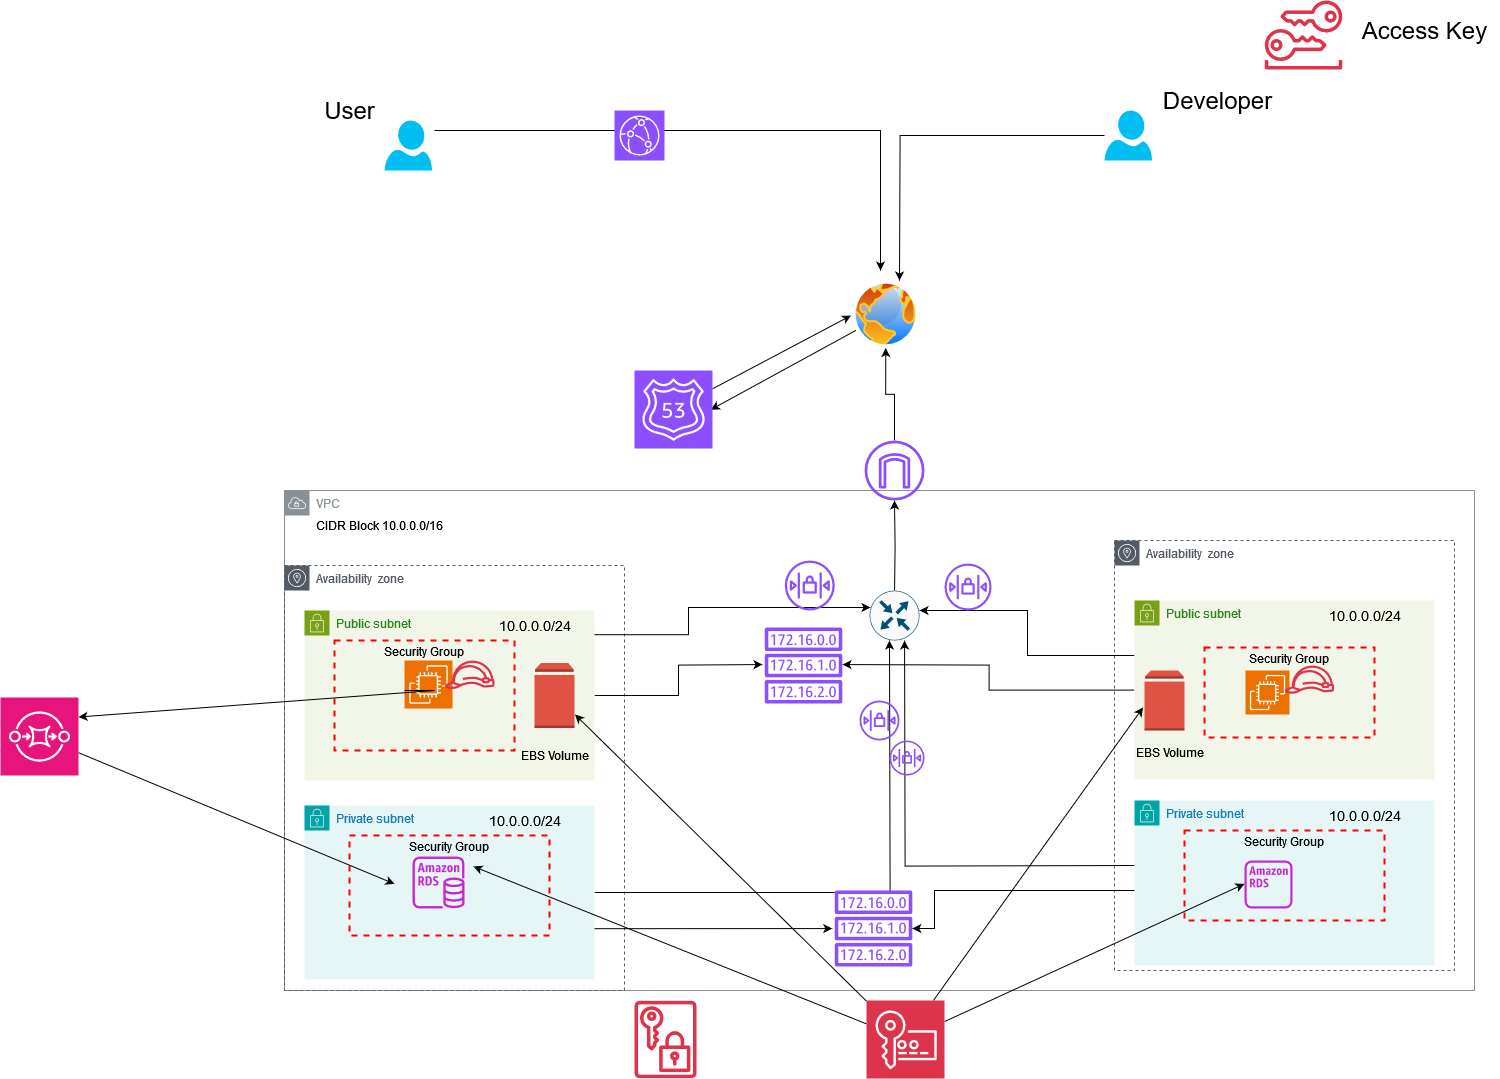 Access Key
User
Developer
53
VPC
CIDR Block 10.0.0.0/16
Availability zone
Availability zone
Public subnet
10.0.0.0/24
Security Group
EBS Volume
172.16.0.0
172.16.1.0
172.16.2.0
Public subnet
10.0.0.0/24
Security Group
EBS Volume
Private subnet
10.0.0.0/24
Security Group
Amazon
RDS
172.16.0.0
172.16.1.0
172.16.2.0
Private subnet
10.0.0.0/24
Security Group
Amazon
RDS